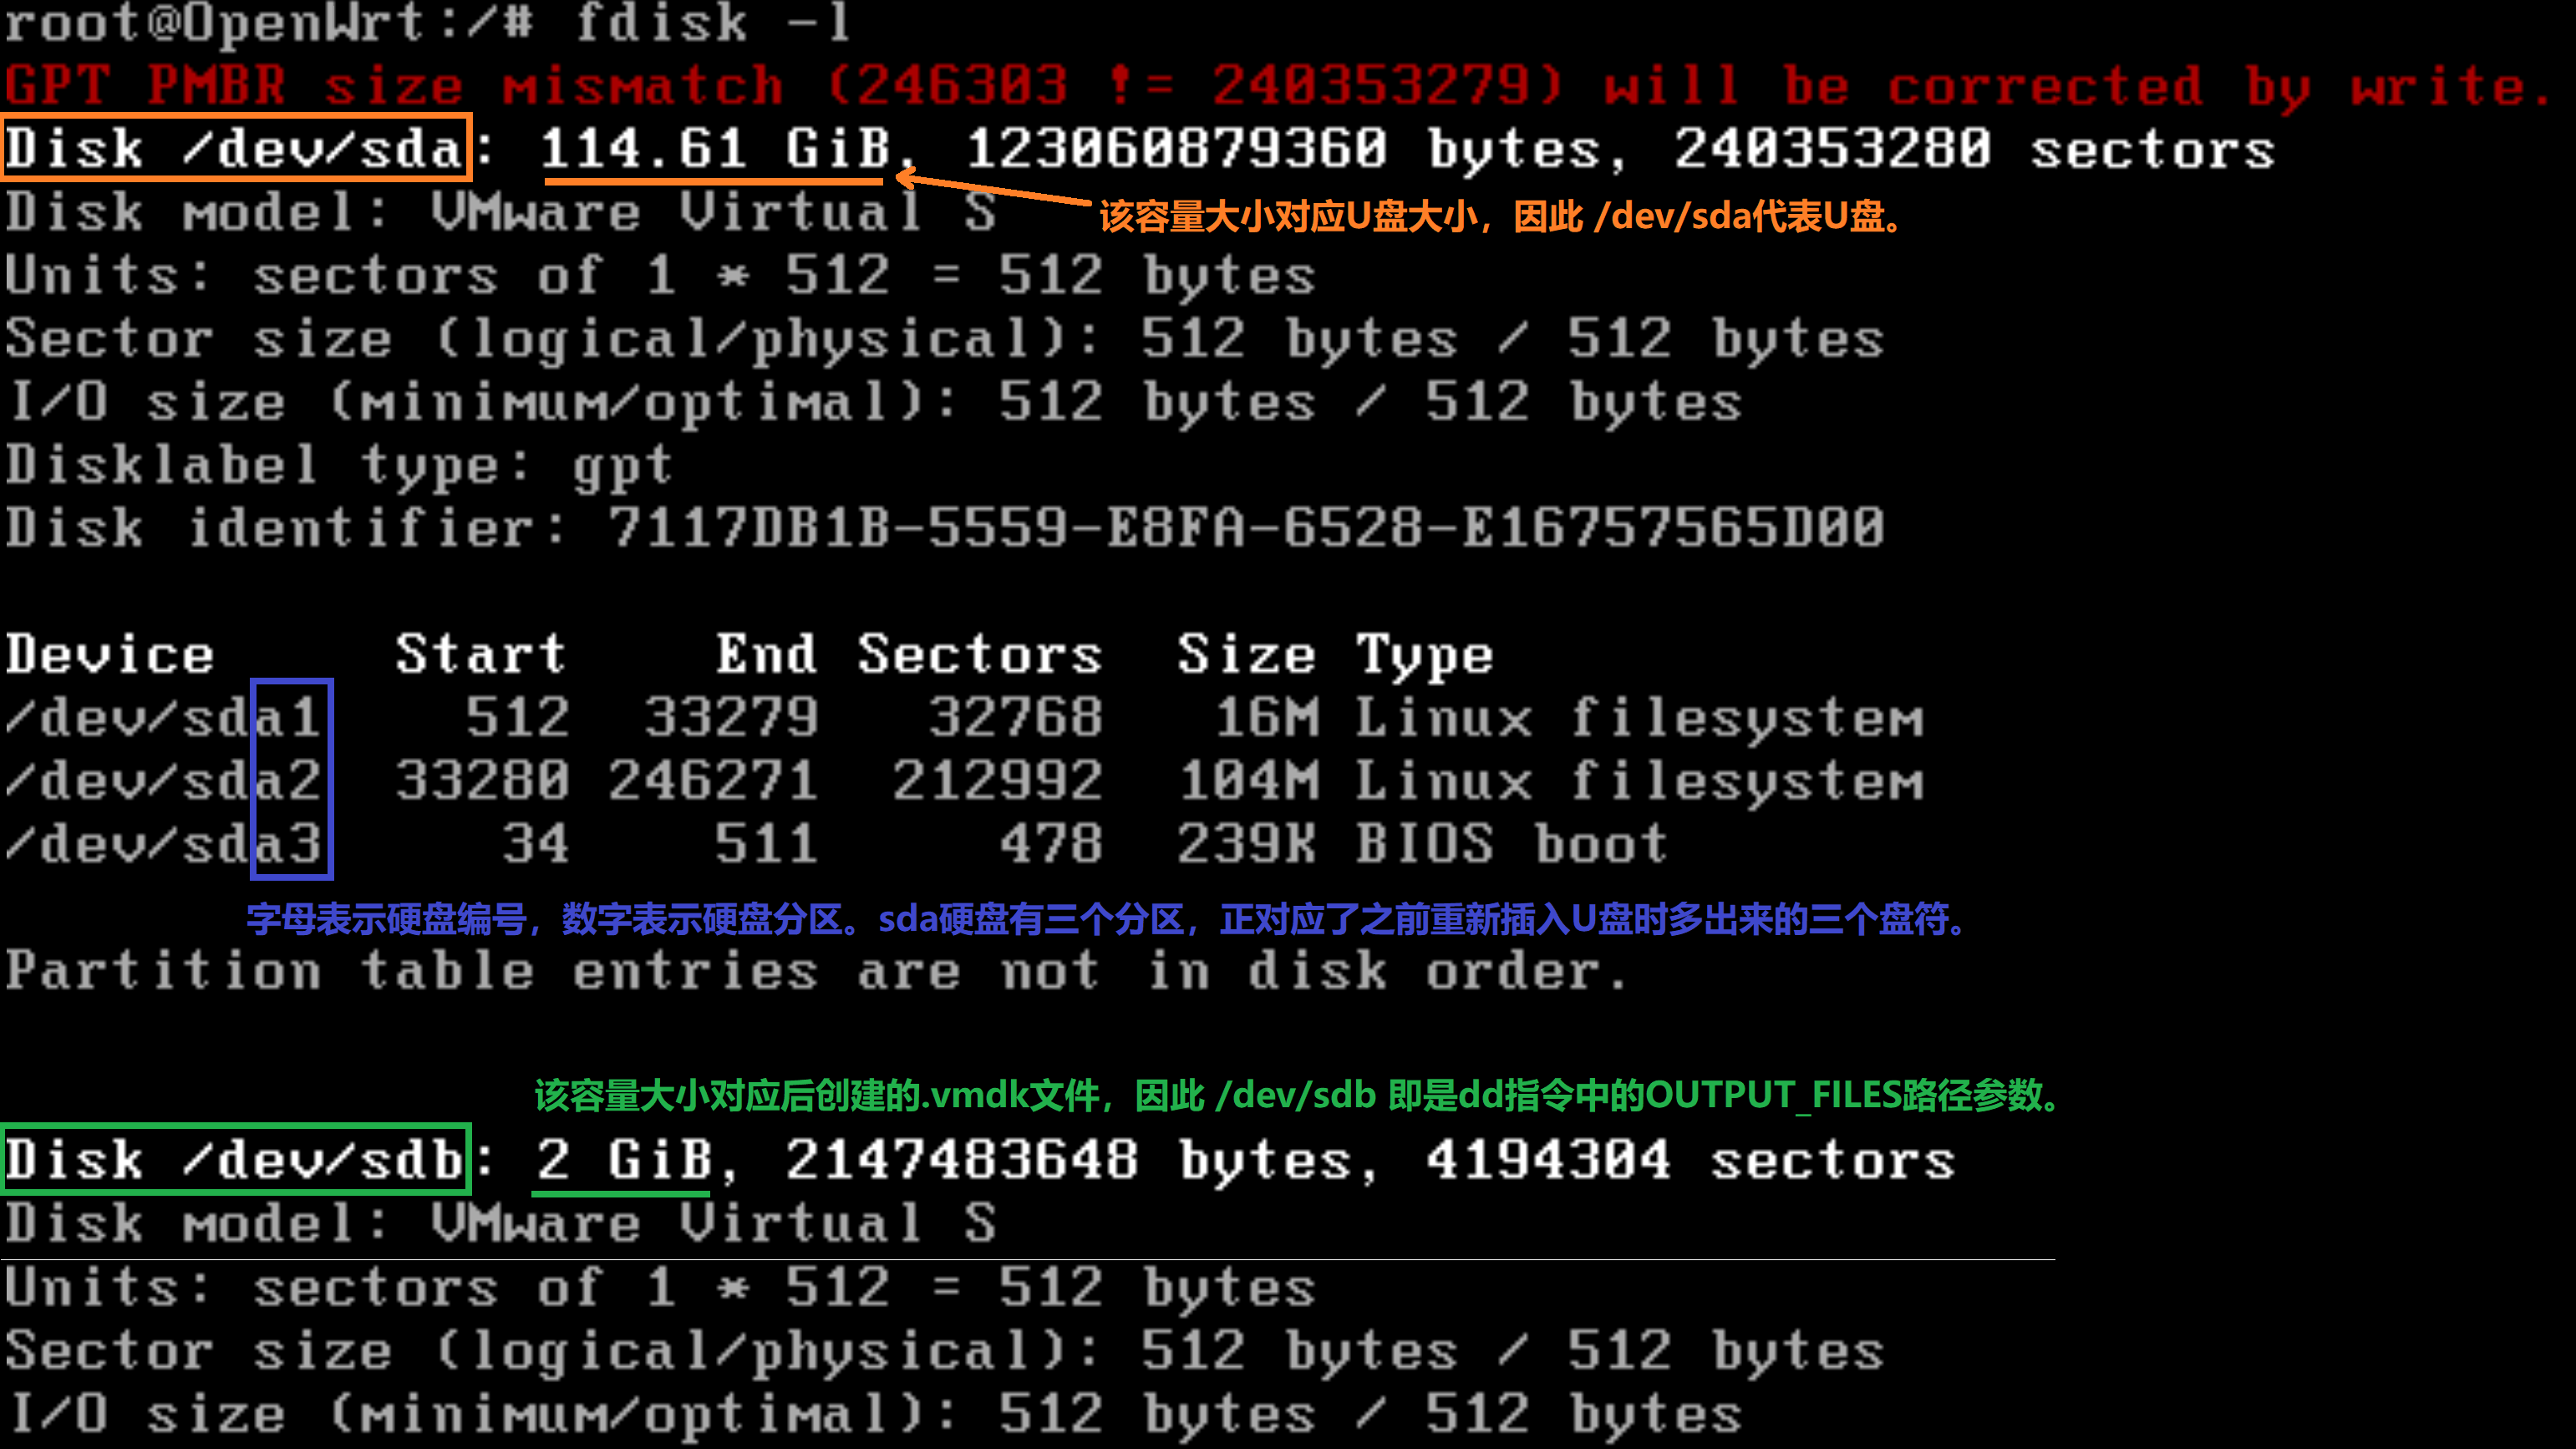 root@OpenWrt:/# fdisk -l
GPT PMBR size mismatch (246303 != 240353279) will be corrected by write.
Disk /dev/sda: 114.61 GiB, 123060879360 bytes, 240353280 sectors
Disk model: VMware Virtual S
该容量大小对应U盘大小，因此 /dev/sda代表U盘。
Units: sectors of 1 * 512 = 512 bytes
Sector size (logical/physical): 512 bytes / 512 bytes
I/O size (minimum/optimal): 512 bytes / 512 bytes
Disklabel type: gpt
Disk identifier: 7117DB1B-5559-E8FA-6528-E16757565D00
Device Start End Sectors Size Type
/dev/sda1 512 33279 32768 16M Linux filesystem
/dev/sda2 33280 246271 212992 104M Linux filesystem
/dev/sda3 34 511 478 239K BIOS boot
字母表示硬盘编号，数字表示硬盘分区。sda硬盘有三个分区，正对应了之前重新插入U盘时多出来的三个盘符。
Partition table entries are not in disk order.
该容量大小对应后创建的.vmdk文件，因此 /dev/sdb 即是dd指令中的OUTPUT_FILES路径参数。
Disk /dev/sdb: 2 GiB, 2147483648 bytes, 4194304 sectors
Disk model: VMware Virtual S
Units: sectors of 1 * 512 = 512 bytes
Sector size (logical/physical): 512 bytes / 512 bytes
I/O size (minimum/optimal): 512 bytes / 512 bytes